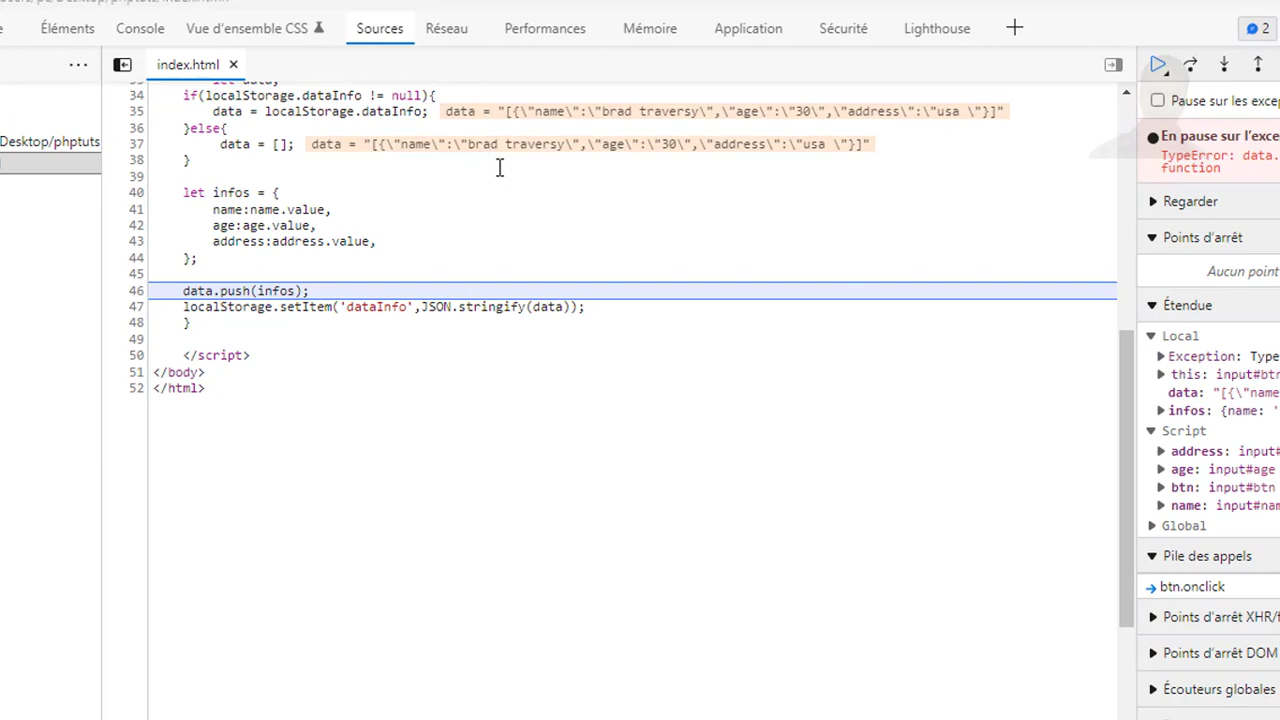 Éléments Console Vue d'ensemble CSS Sources Réseau Performances Mémoire Application Sécurité Lighthouse 2
index.html
Desktop/phptuts
34 if(localStorage.dataInfo != null){
35 data = localStorage.dataInfo; data = "[{\"name\":\"brad traversy\",\"age\":\"30\",\"address\":\"usa \"}]"
36 }else{
37 data = []; data = "[{\"name\":\"brad traversy\",\"age\":\"30\",\"address\":\"usa \"}]"
38 }
39
40 let infos = {
41 name:name.value,
42 age:age.value,
43 address:address.value,
44 };
45
46 data.push(infos);
47 localStorage.setItem('dataInfo',JSON.stringify(data));
48 }
49
50 </script>
51 </body>
52 </html>
Pause sur les excep
En pause sur l'exce
TypeError: data.
function
Regarder
Points d'arrêt
Aucun point
Étendue
Local
Exception: Type
this: input#btn
data: "[{\"name
infos: {name: '
Script
address: input#
age: input#age
btn: input#btn
name: input#nam
Global
Pile des appels
btn.onclick
Points d'arrêt XHR/f
Points d'arrêt DOM
Écouteurs globales